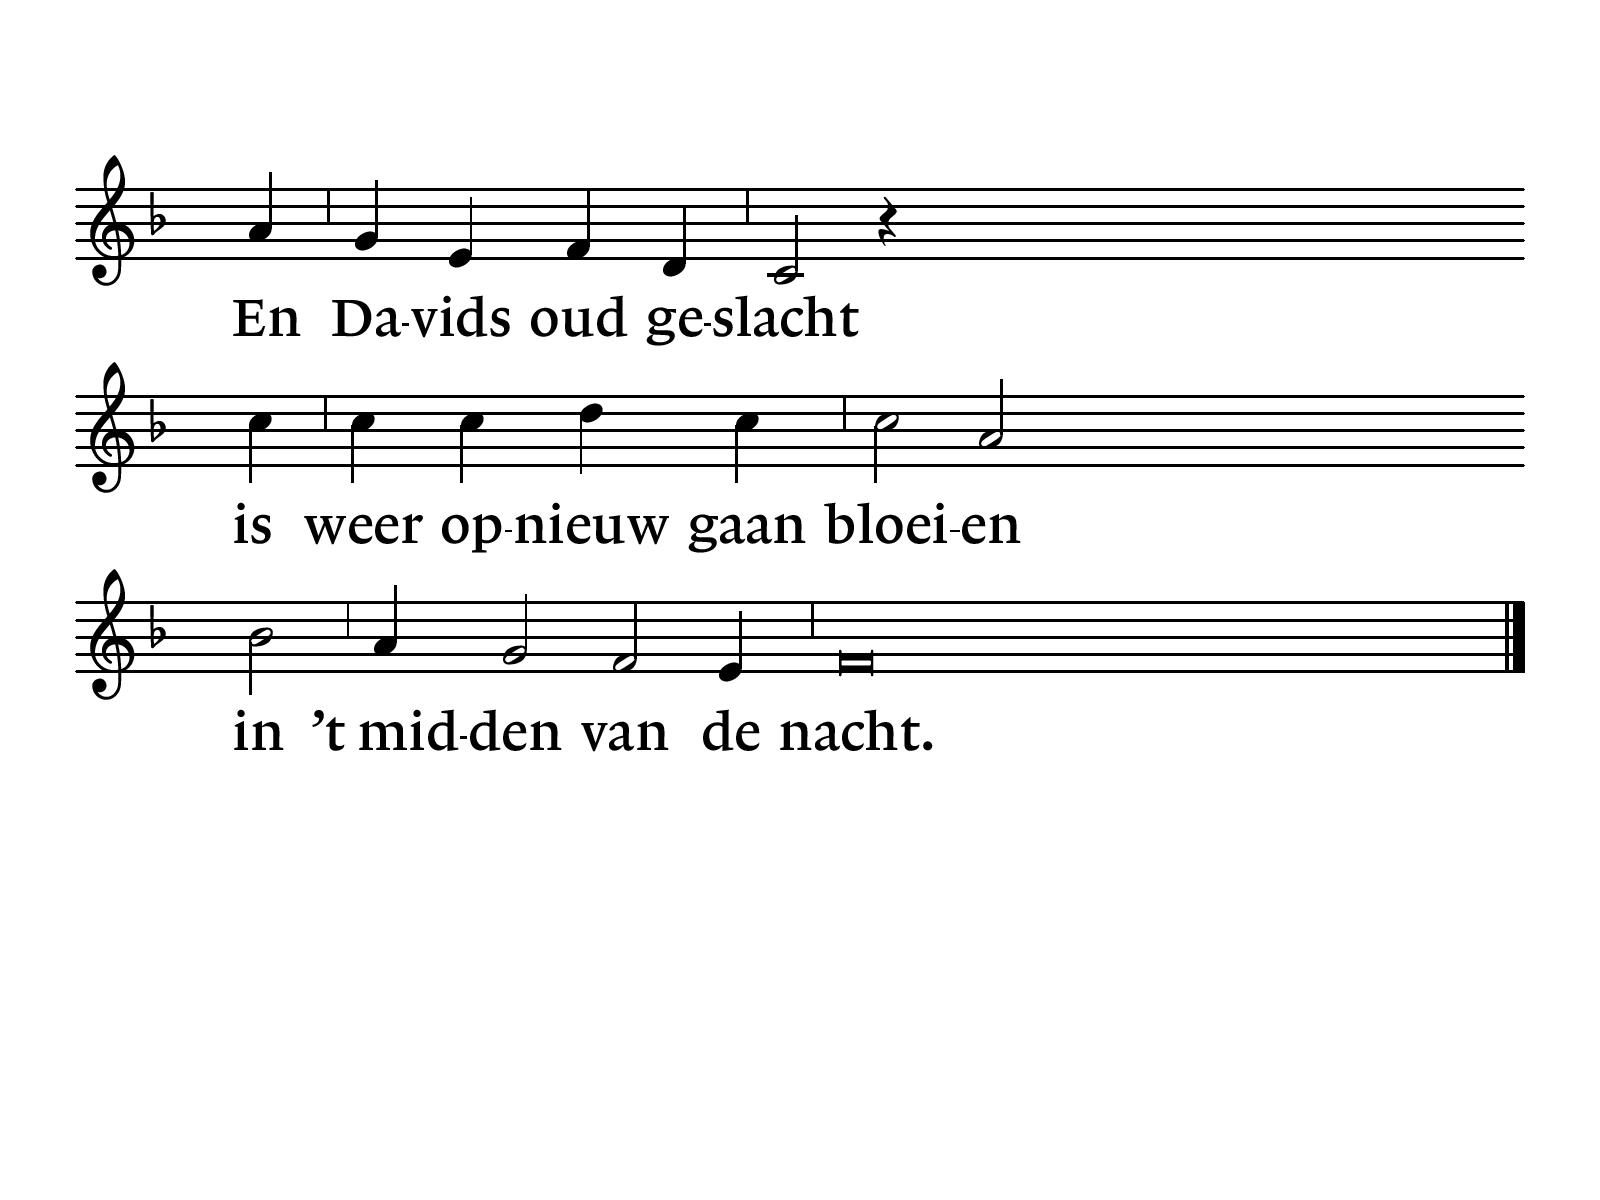 En Da-vids oud ge-slacht
is weer op-nieuw gaan bloei-en
in ’t mid-den van de nacht.